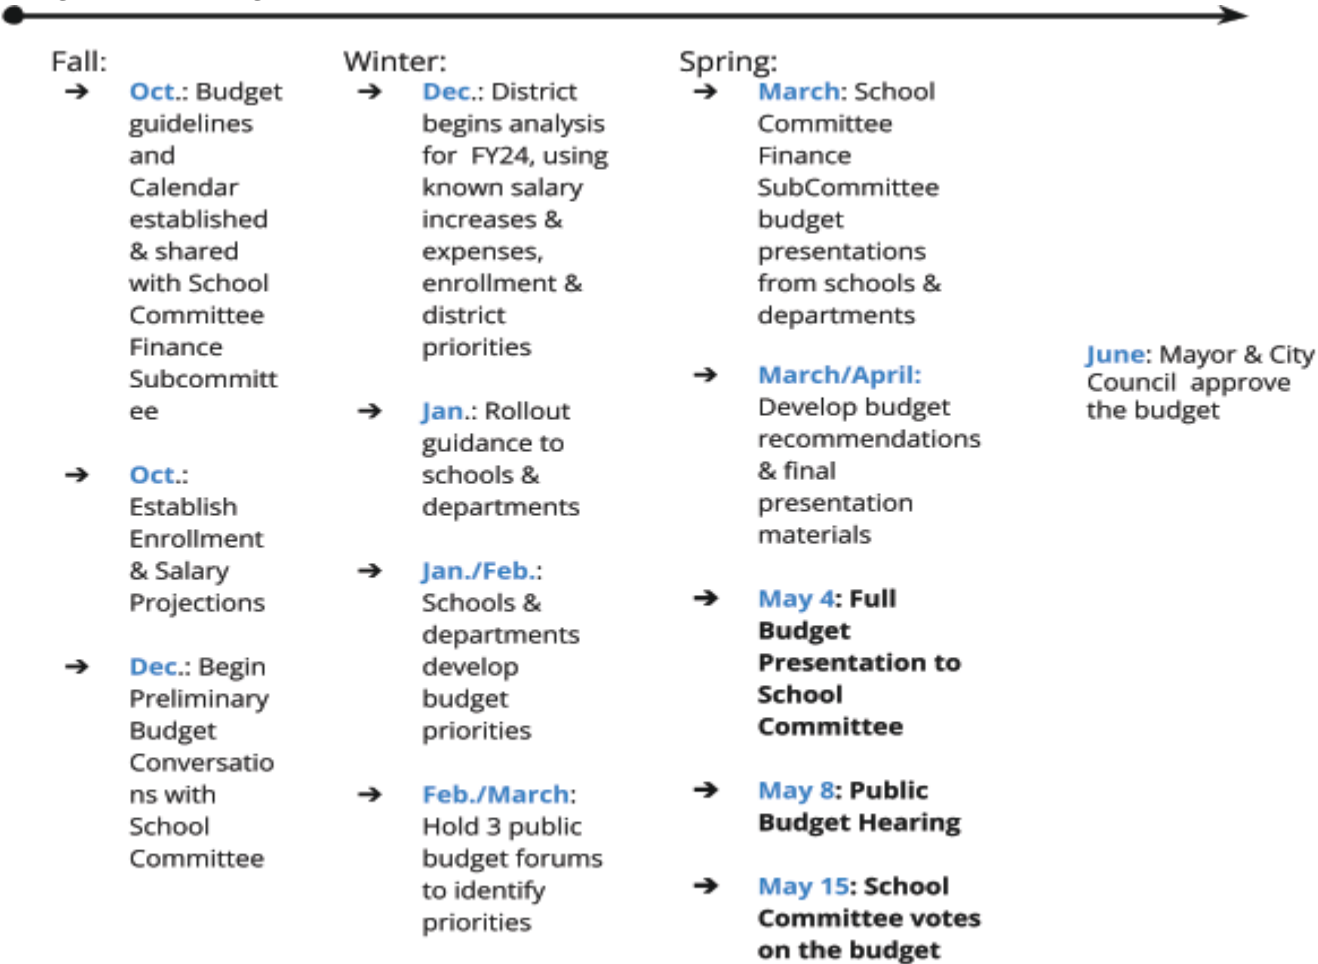 Fall:
➔ Oct.: Budget
guidelines
and
Calendar
established
& shared
with School
Committee
Finance
Subcommitt
ee
➔ Oct.:
Establish
Enrollment
& Salary
Projections
➔ Dec.: Begin
Preliminary
Budget
Conversatio
ns with
School
Committee
Winter:
➔ Dec.: District
begins analysis
for FY24, using
known salary
increases &
expenses,
enrollment &
district
priorities
➔ Jan.: Rollout
guidance to
schools &
departments
➔ Jan./Feb.:
Schools &
departments
develop
budget
priorities
➔ Feb./March:
Hold 3 public
budget forums
to identify
priorities
Spring:
➔ March: School
Committee
Finance
SubCommittee
budget
presentations
from schools &
departments
➔ March/April:
Develop budget
recommendations
& final
presentation
materials
➔ May 4: Full
Budget
Presentation to
School
Committee
➔ May 8: Public
Budget Hearing
➔ May 15: School
Committee votes
on the budget
June: Mayor & City
Council approve
the budget